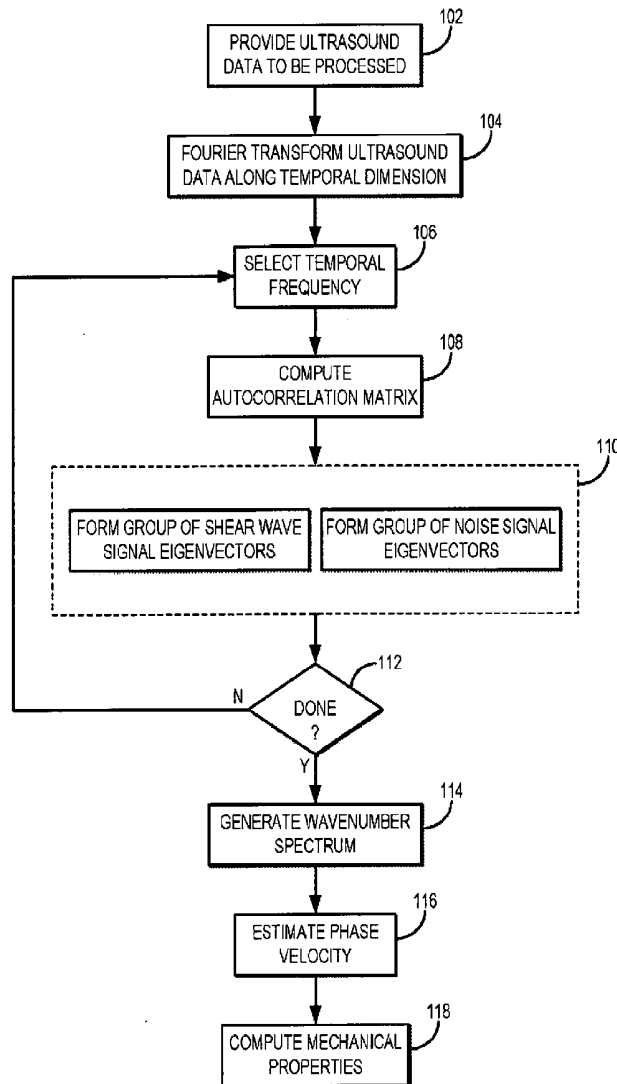 102
PROVIDE ULTRASOUND
DATA TO BE PROCESSED
104
FOURIER TRANSFORM ULTRASOUND
DATA ALONG TEMPORAL DIMENSION
106
SELECT TEMPORAL
FREQUENCY
108
COMPUTE
AUTOCORRELATION MATRIX
110
FORM GROUP OF SHEAR WAVE
SIGNAL EIGENVECTORS
FORM GROUP OF NOISE SIGNAL
EIGENVECTORS
112
N
DONE
?
Y
114
GENERATE WAVENUMBER
SPECTRUM
116
ESTIMATE PHASE
VELOCITY
118
COMPUTE MECHANICAL
PROPERTIES